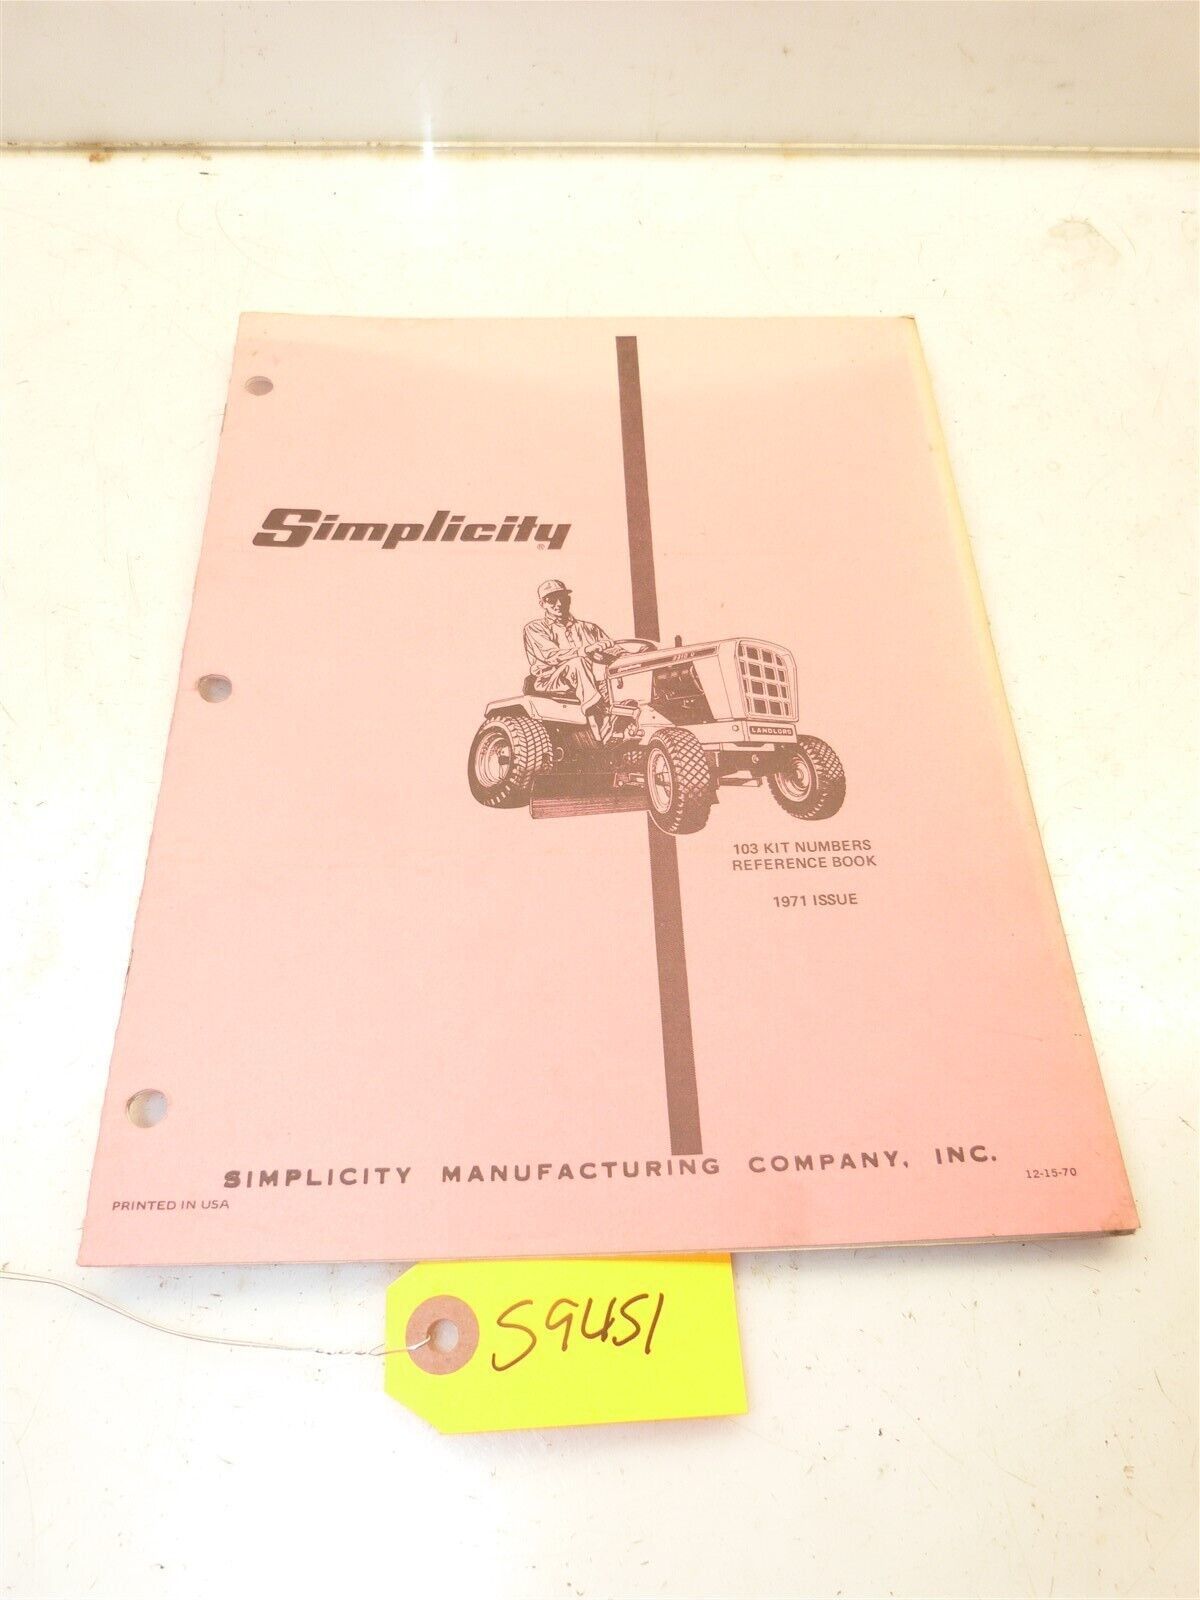 Simplicity®
LANDLORD
103 KIT NUMBERS
REFERENCE BOOK
1971 ISSUE
SIMPLICITY MANUFACTURING COMPANY, INC.
12-15-70
PRINTED IN USA
S9451